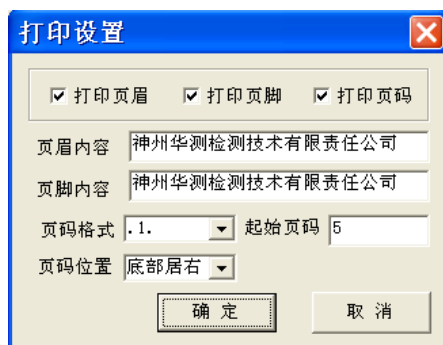 打印设置
打印页眉 打印页脚 打印页码
页眉内容 神州华测检测技术有限责任公司
页脚内容 神州华测检测技术有限责任公司
页码格式 .1. 起始页码 5
页码位置 底部居右
确定 取消